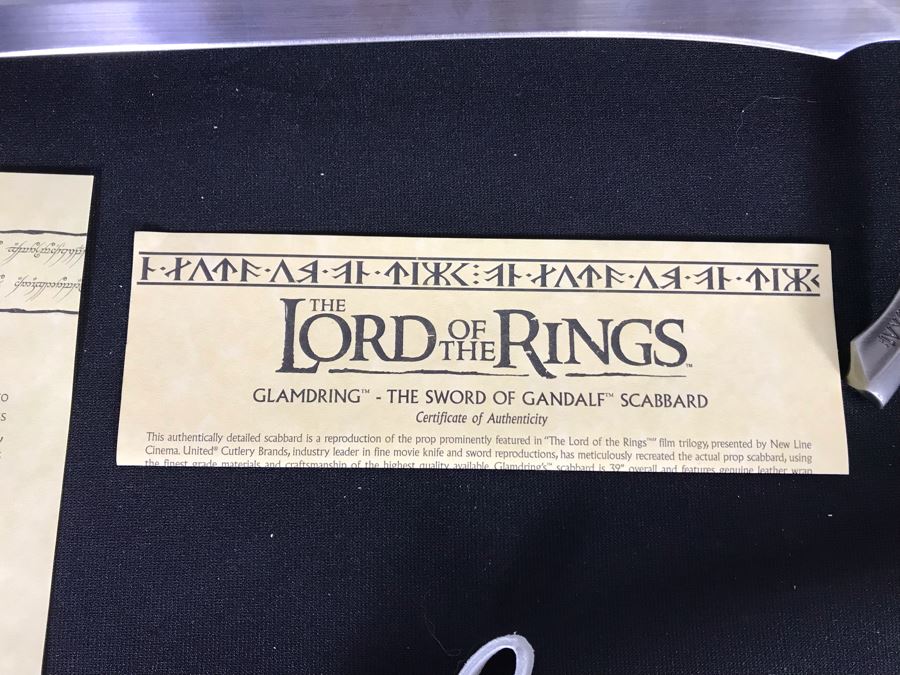 THE LORD OF THE RINGS™
GLAMDRING™ - THE SWORD OF GANDALF™ SCABBARD
Certificate of Authenticity
This authentically detailed scabbard is a reproduction of the prop prominently featured in "The Lord of the Rings™" film trilogy, presented by New Line
Cinema. United® Cutlery Brands, industry leader in fine movie knife and sword reproductions, has meticulously recreated the actual prop scabbard, using
the finest grade materials and craftsmanship of the highest quality available. Glamdring's™ scabbard is 39" overall and features genuine leather wrap